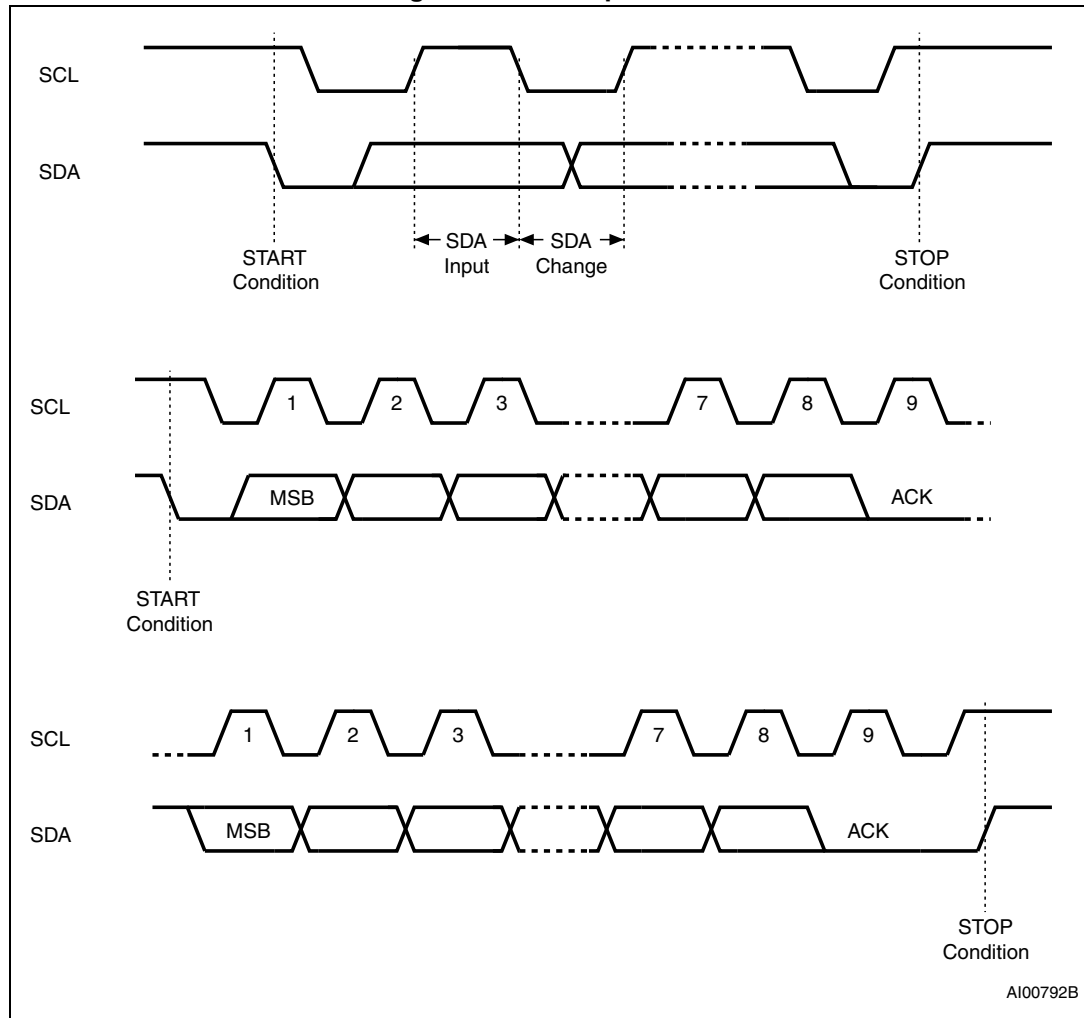 SCL
SDA
START
Condition
SDA
Input
SDA
Change
STOP
Condition
SCL
1 2 3 7 8 9
SDA
MSB ACK
START
Condition
SCL
1 2 3 7 8 9
SDA
MSB ACK
STOP
Condition
AI00792B